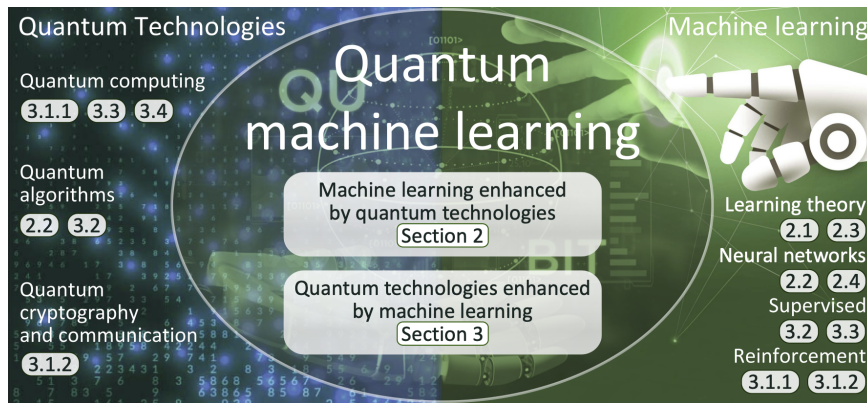 Quantum Technologies
Quantum computing
3.1.1 3.3 3.4
Quantum
algorithms
2.2 3.2
Quantum
cryptography
and communication
3.1.2
[01101>
QU
BIT
Quantum
machine learning
Machine learning enhanced
by quantum technologies
Section 2
Quantum technologies enhanced
by machine learning
Section 3
Machine learning
Learning theory
2.1 2.3
Neural networks
2.2 2.4
Supervised
3.2 3.3
Reinforcement
3.1.1 3.1.2